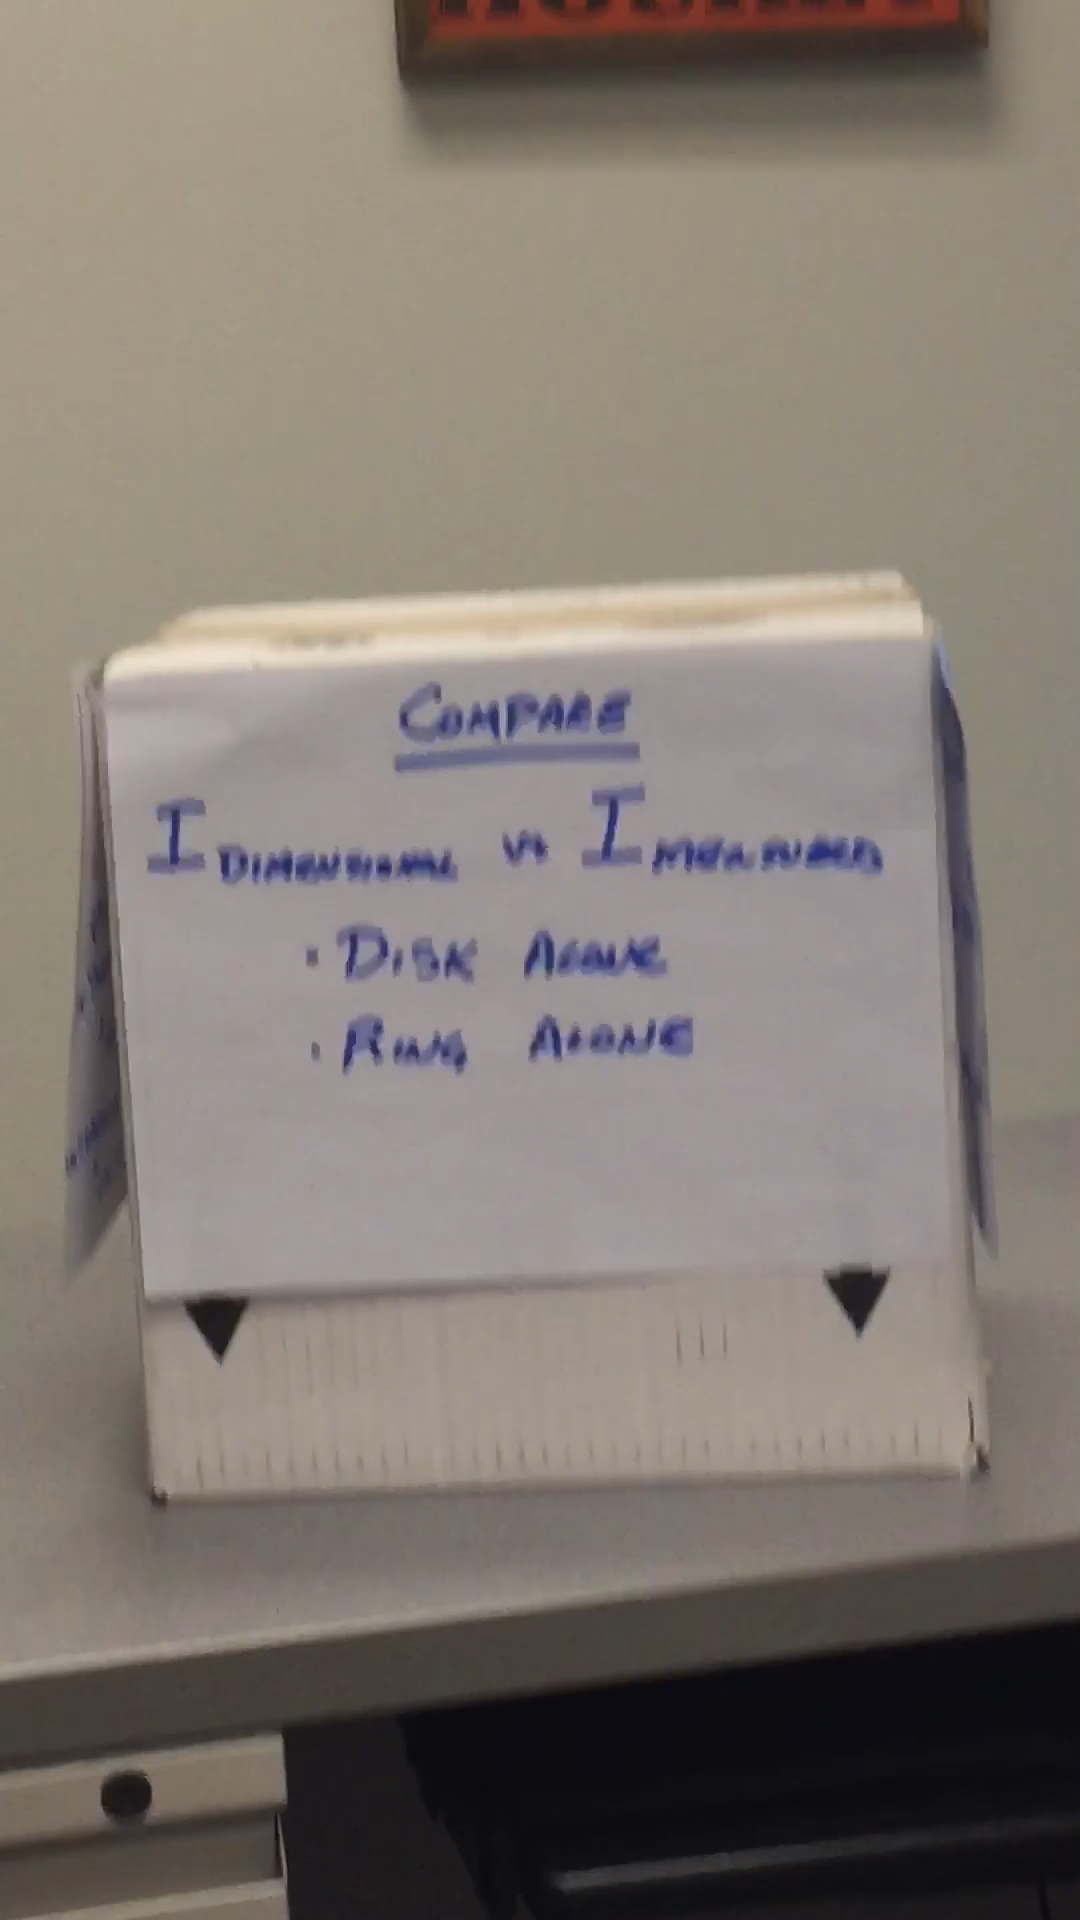 COMPARE
I DIMENSIONAL vs I MEASURED
• DISK ALONE
• RING ALONE